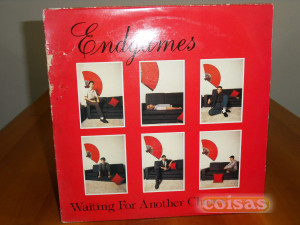 Endgames
Waiting For Another
coisas